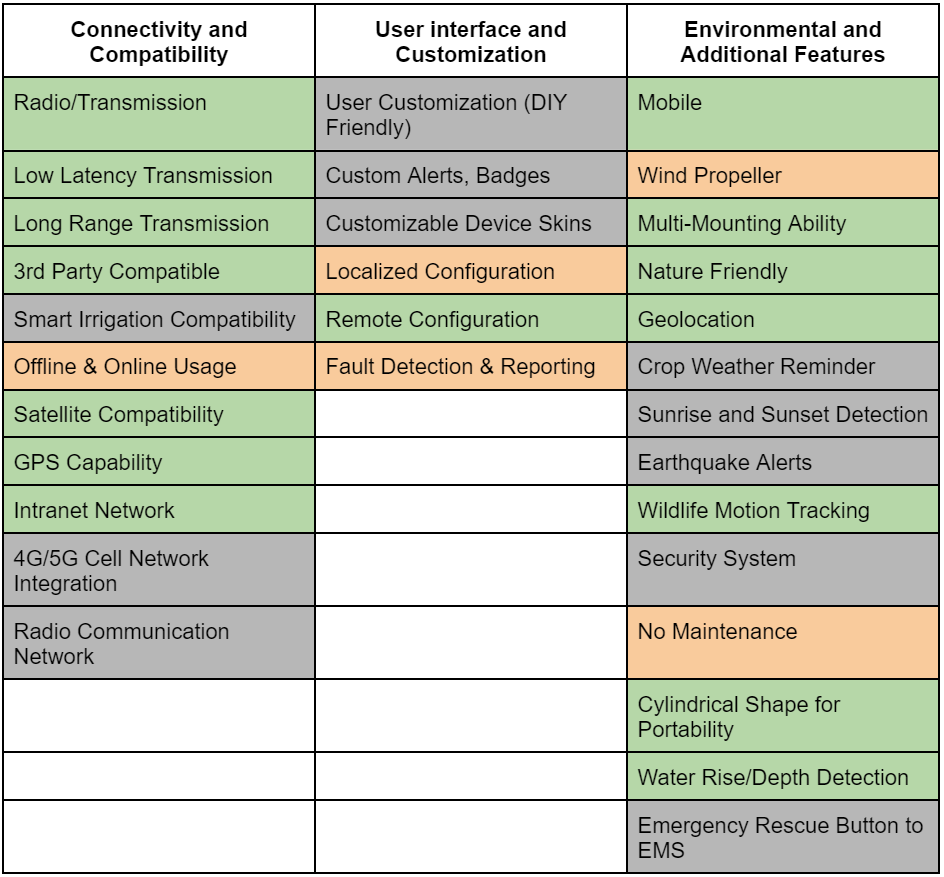 Connectivity and
Compatibility
User interface and
Customization
Environmental and
Additional Features
Radio/Transmission
User Customization (DIY
Friendly)
Mobile
Low Latency Transmission
Custom Alerts, Badges
Wind Propeller
Long Range Transmission
Customizable Device Skins
Multi-Mounting Ability
3rd Party Compatible
Localized Configuration
Nature Friendly
Smart Irrigation Compatibility
Remote Configuration
Geolocation
Offline & Online Usage
Fault Detection & Reporting
Crop Weather Reminder
Satellite Compatibility
Sunrise and Sunset Detection
GPS Capability
Earthquake Alerts
Intranet Network
Wildlife Motion Tracking
4G/5G Cell Network
Integration
Security System
Radio Communication
Network
No Maintenance
Cylindrical Shape for
Portability
Water Rise/Depth Detection
Emergency Rescue Button to
EMS